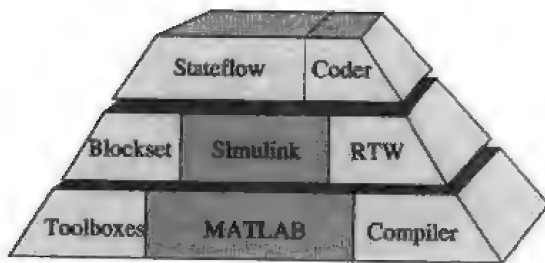 Stateflow Coder
Blockset Simulink RTW
Toolboxes MATLAB Compiler